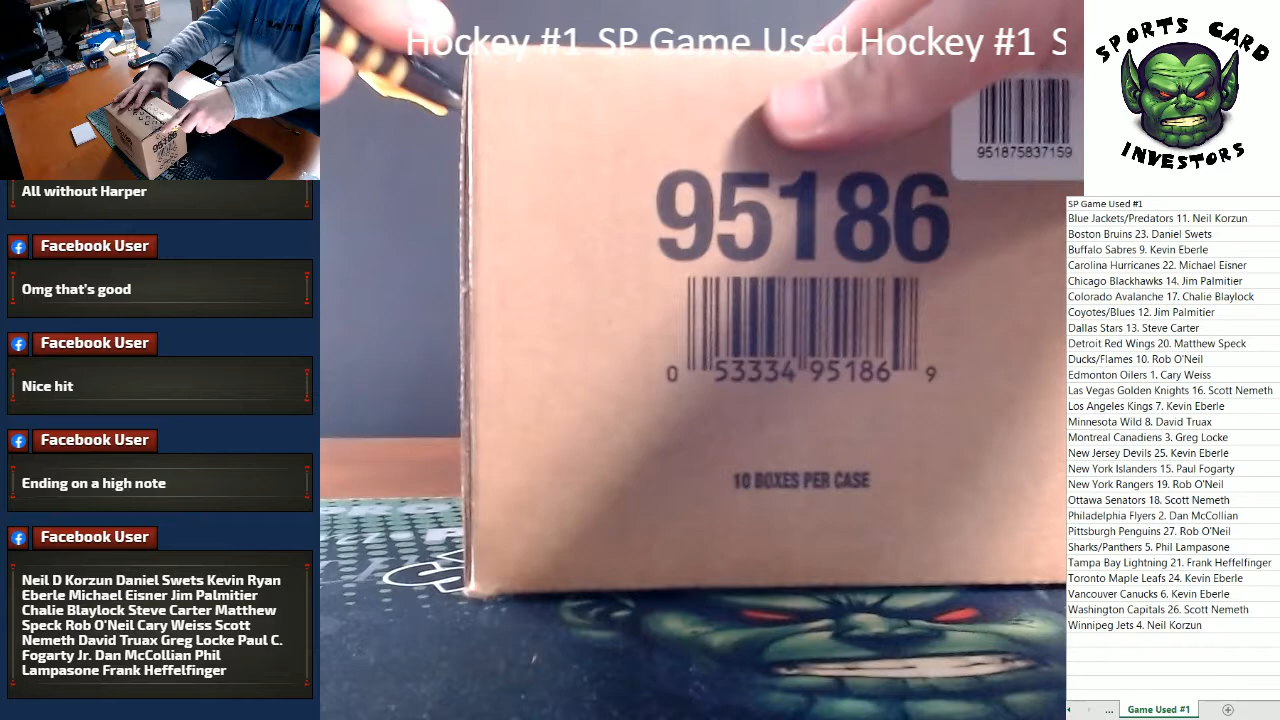 Hockey #1 SP Game Used Hockey #1 S
All without Harper
Facebook User
Omg that's good
Facebook User
Nice hit
Facebook User
Ending on a high note
Facebook User
Neil D Korzun Daniel Swets Kevin Ryan
Eberle Michael Eisner Jim Palmitier
Chalie Blaylock Steve Carter Matthew
Speck Rob O'Neil Cary Weiss Scott
Nemeth David Truax Greg Locke Paul C.
Fogarty Jr. Dan McCollian Phil
Lampasone Frank Heffelfinger
95186
951875837159
95186
0 53334 95186 9
10 BOXES PER CASE
SPORTS CARD
INVESTORS
SP Game Used #1
Blue Jackets/Predators 11. Neil Korzun
Boston Bruins 23. Daniel Swets
Buffalo Sabres 9. Kevin Eberle
Carolina Hurricanes 22. Michael Eisner
Chicago Blackhawks 14. Jim Palmitier
Colorado Avalanche 17. Chalie Blaylock
Coyotes/Blues 12. Jim Palmitier
Dallas Stars 13. Steve Carter
Detroit Red Wings 20. Matthew Speck
Ducks/Flames 10. Rob O'Neil
Edmonton Oilers 1. Cary Weiss
Las Vegas Golden Knights 16. Scott Nemeth
Los Angeles Kings 7. Kevin Eberle
Minnesota Wild 8. David Truax
Montreal Canadiens 3. Greg Locke
New Jersey Devils 25. Kevin Eberle
New York Islanders 15. Paul Fogarty
New York Rangers 19. Rob O'Neil
Ottawa Senators 18. Scott Nemeth
Philadelphia Flyers 2. Dan McCollian
Pittsburgh Penguins 27. Rob O'Neil
Sharks/Panthers 5. Phil Lampasone
Tampa Bay Lightning 21. Frank Heffelfinger
Toronto Maple Leafs 24. Kevin Eberle
Vancouver Canucks 6. Kevin Eberle
Washington Capitals 26. Scott Nemeth
Winnipeg Jets 4. Neil Korzun
... Game Used #1